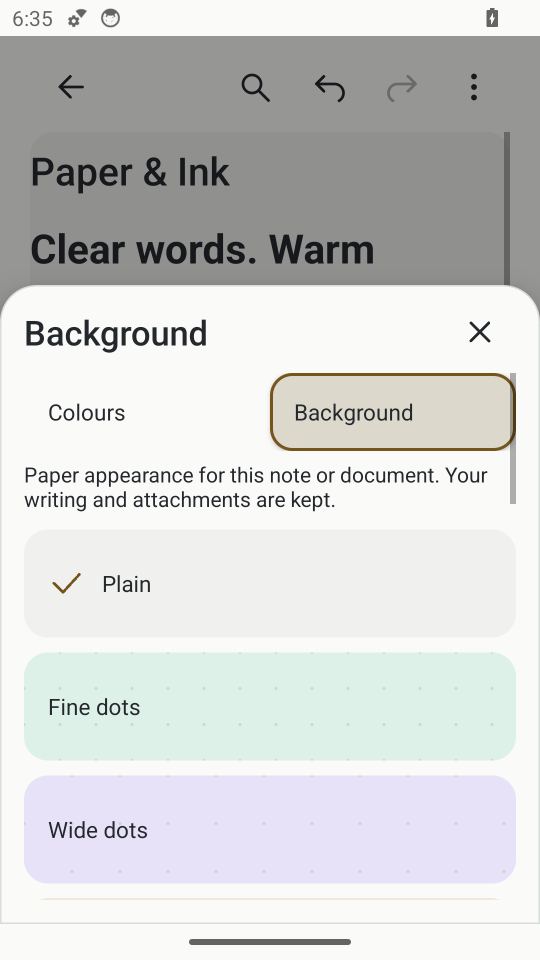 6:35
Paper & Ink
Clear words. Warm
Background
Colours
Background
Paper appearance for this note or document. Your
writing and attachments are kept.
Plain
Fine dots
Wide dots